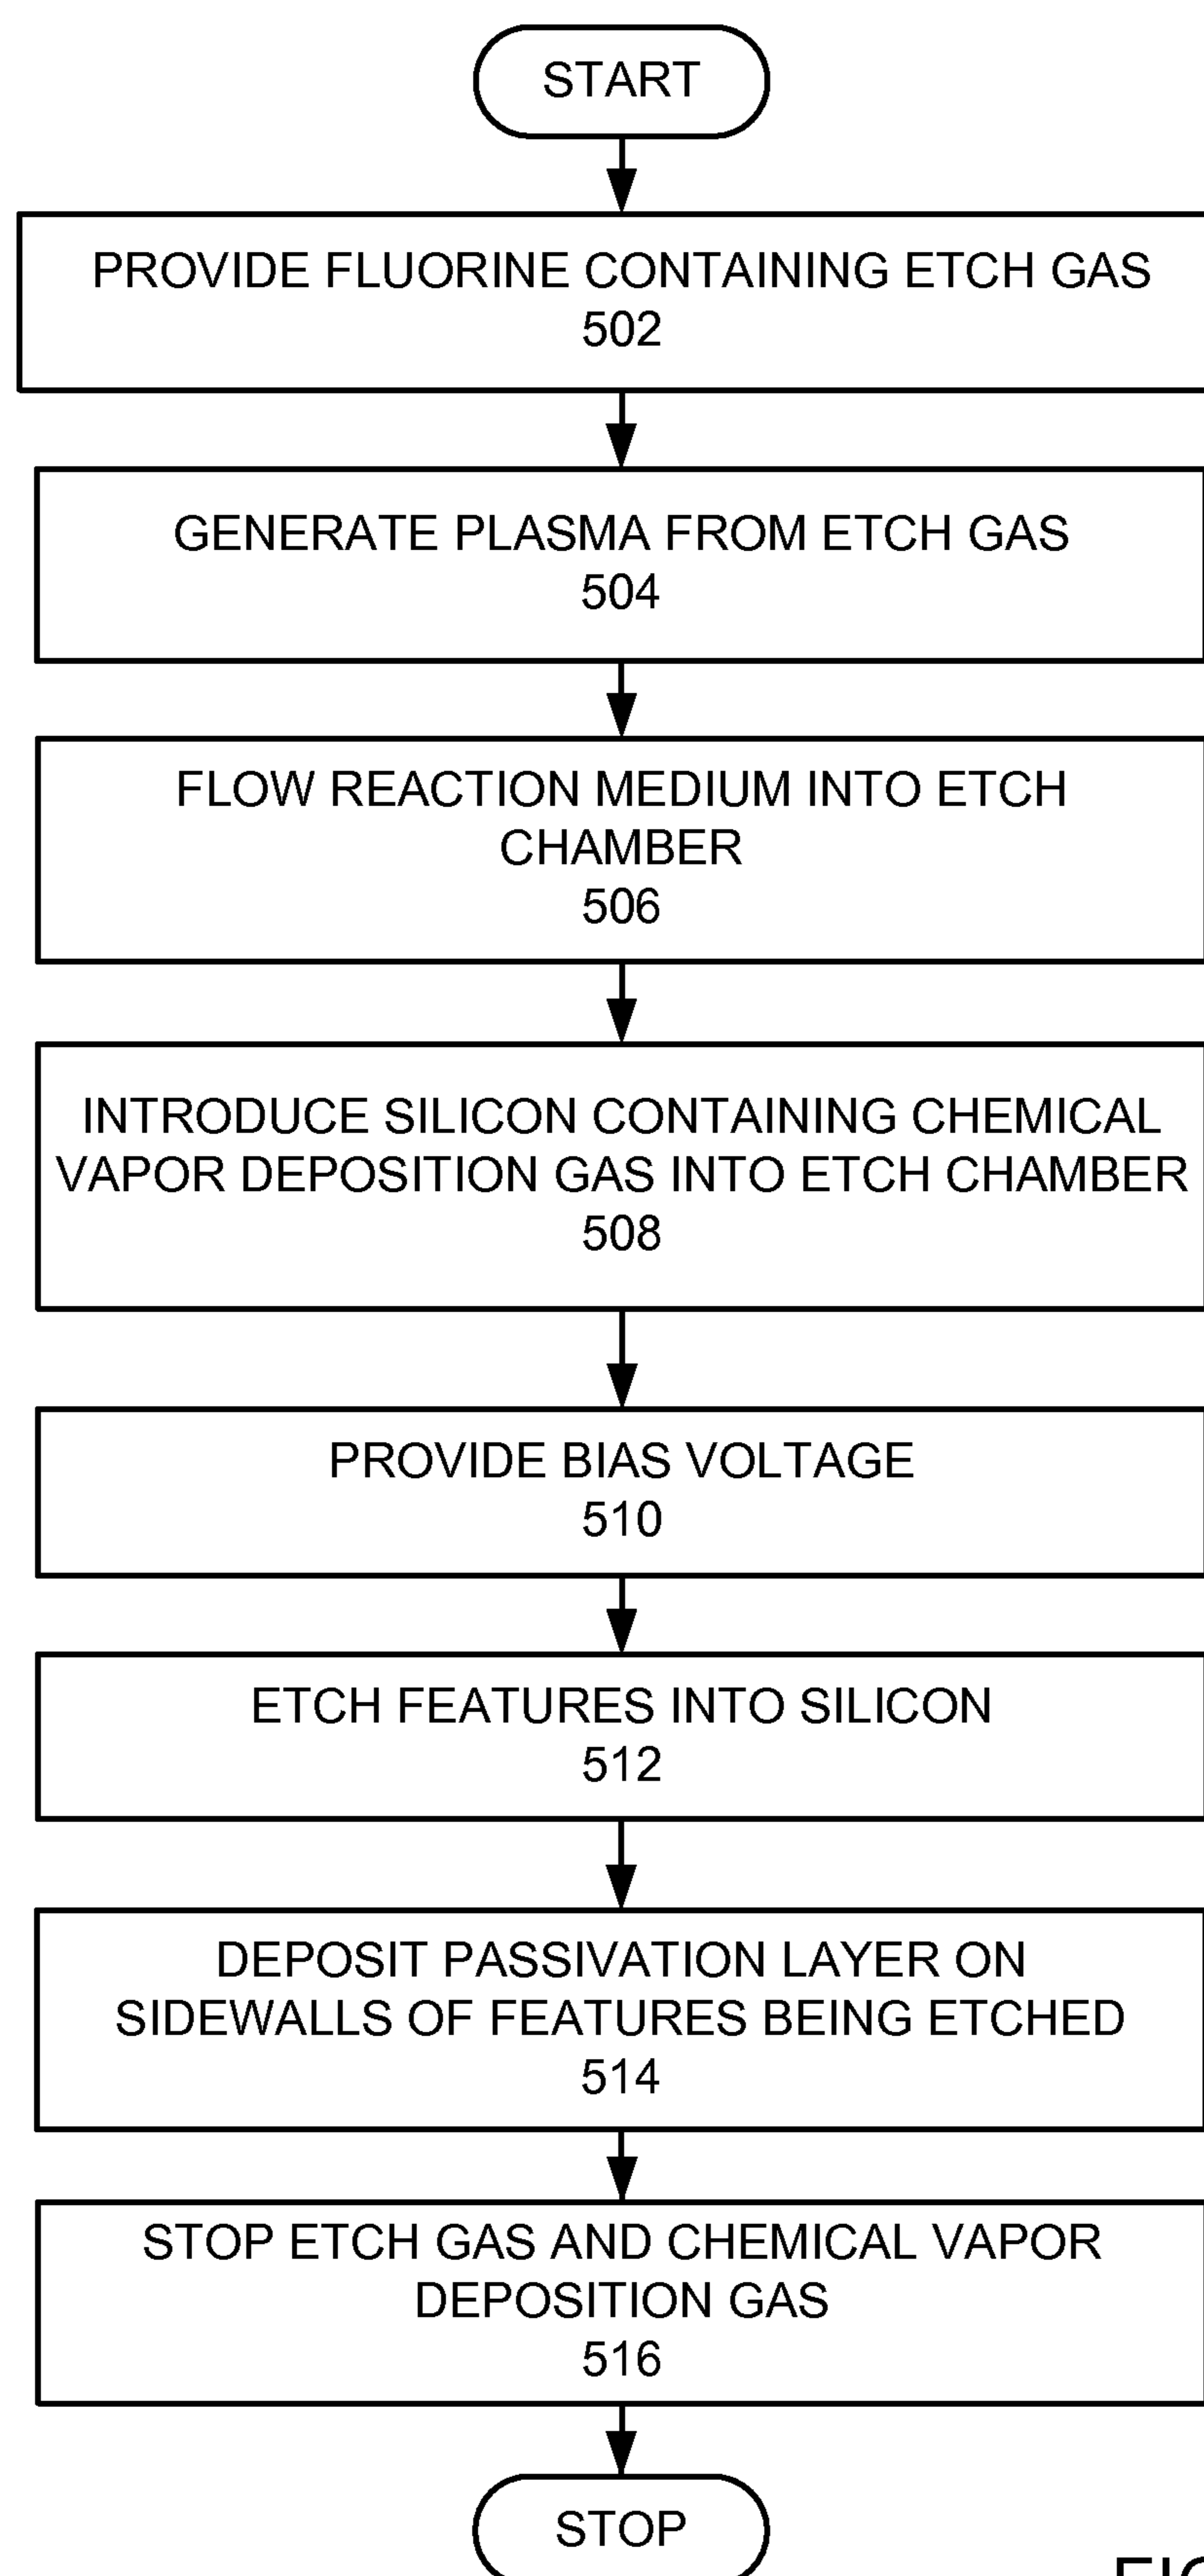 START
PROVIDE FLUORINE CONTAINING ETCH GAS
502
GENERATE PLASMA FROM ETCH GAS
504
FLOW REACTION MEDIUM INTO ETCH
CHAMBER
506
INTRODUCE SILICON CONTAINING CHEMICAL
VAPOR DEPOSITION GAS INTO ETCH CHAMBER
508
PROVIDE BIAS VOLTAGE
510
ETCH FEATURES INTO SILICON
512
DEPOSIT PASSIVATION LAYER ON
SIDEWALLS OF FEATURES BEING ETCHED
514
STOP ETCH GAS AND CHEMICAL VAPOR
DEPOSITION GAS
516
STOP